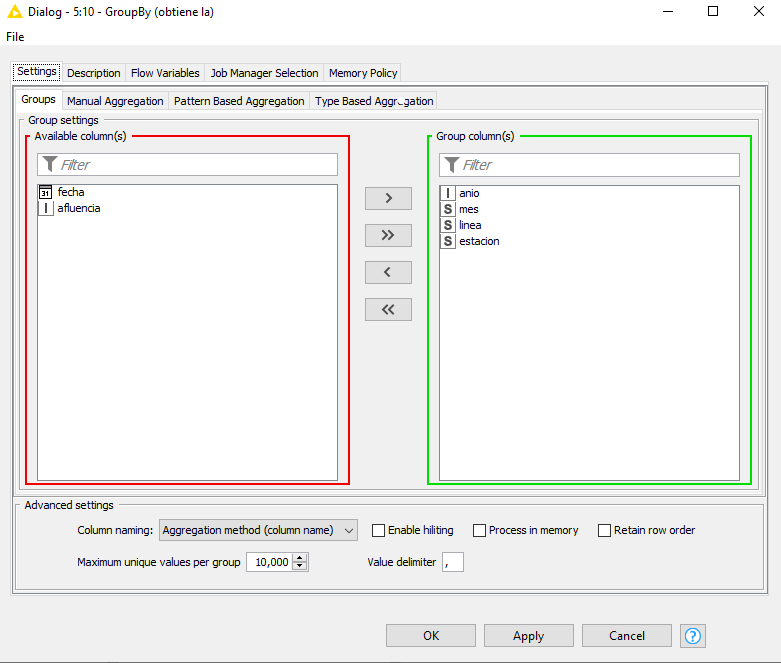 Dialog - 5:10 - GroupBy (obtiene la)
File
Settings Description Flow Variables Job Manager Selection Memory Policy
Groups Manual Aggregation Pattern Based Aggregation Type Based Aggregation
Group settings
Available column(s) Group column(s)
Filter Filter
31 fecha
I afluencia
I anio
S mes
S linea
S estacion
>
>>
<
<<
Advanced settings
Column naming: Aggregation method (column name) Enable hiliting Process in memory Retain row order
Maximum unique values per group 10,000 Value delimiter ,
OK Apply Cancel ?